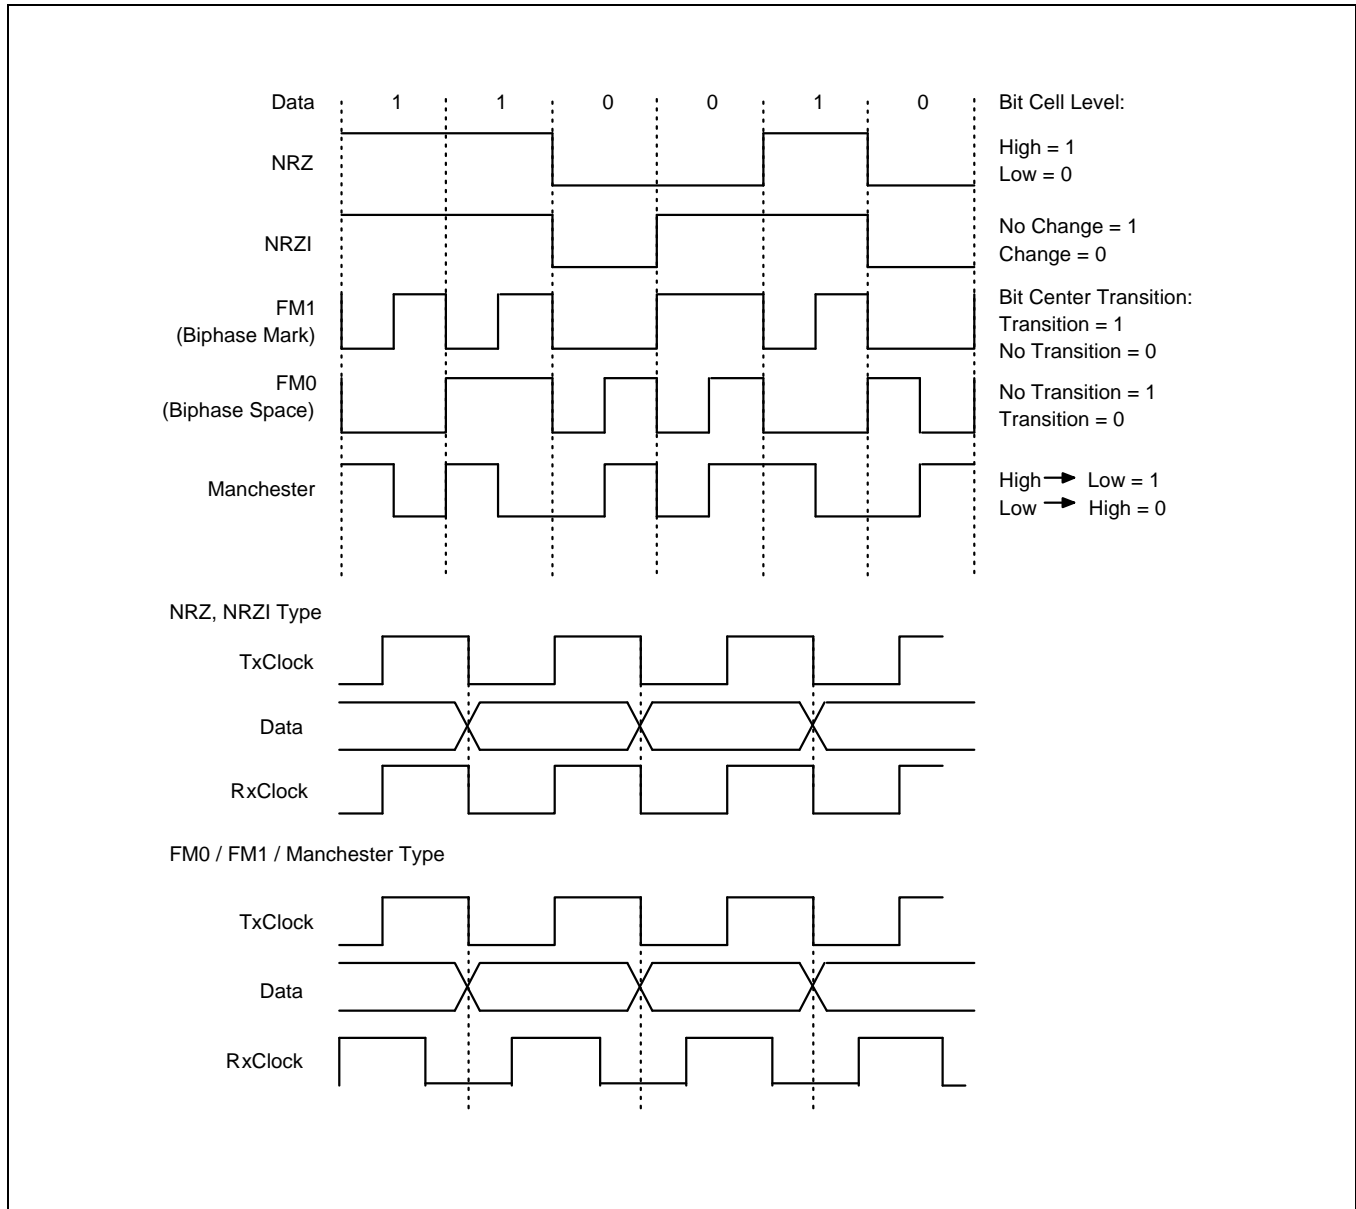 Data 1 1 0 0 1 0 Bit Cell Level:
NRZ
High = 1
Low = 0
NRZI
No Change = 1
Change = 0
FM1
(Biphase Mark)
Bit Center Transition:
Transition = 1
No Transition = 0
FM0
(Biphase Space)
No Transition = 1
Transition = 0
Manchester
High → Low = 1
Low → High = 0
NRZ, NRZI Type
TxClock
Data
RxClock
FM0 / FM1 / Manchester Type
TxClock
Data
RxClock